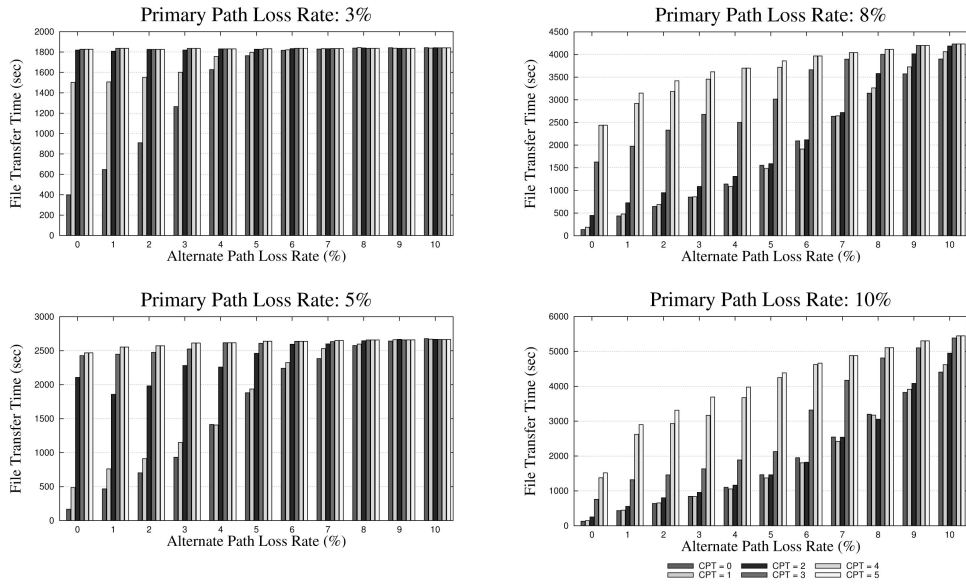 Primary Path Loss Rate: 3%
File Transfer Time (sec)
2000
1800
1600
1400
1200
1000
800
600
400
200
0
0 1 2 3 4 5 6 7 8 9 10
Alternate Path Loss Rate (%)
Primary Path Loss Rate: 8%
File Transfer Time (sec)
4500
4000
3500
3000
2500
2000
1500
1000
500
0
0 1 2 3 4 5 6 7 8 9 10
Alternate Path Loss Rate (%)
Primary Path Loss Rate: 5%
File Transfer Time (sec)
3000
2500
2000
1500
1000
500
0
0 1 2 3 4 5 6 7 8 9 10
Alternate Path Loss Rate (%)
Primary Path Loss Rate: 10%
File Transfer Time (sec)
6000
5000
4000
3000
2000
1000
0
0 1 2 3 4 5 6 7 8 9 10
Alternate Path Loss Rate (%)
CPT = 0 CPT = 2 CPT = 4
CPT = 1 CPT = 3 CPT = 5